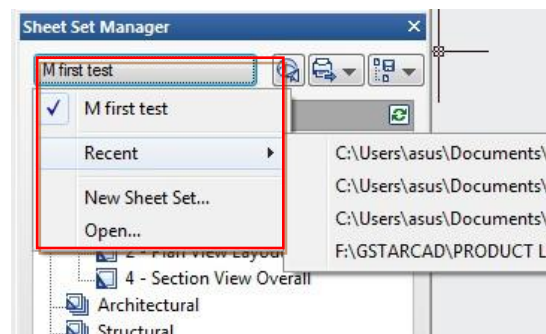 Sheet Set Manager
M first test
M first test
Recent
C:\Users\asus\Documents\
C:\Users\asus\Documents\
C:\Users\asus\Documents\
New Sheet Set...
F:\GSTARCAD\PRODUCT L
Open...
2 - Plan View Layou
4 - Section View Overall
Architectural
Structural